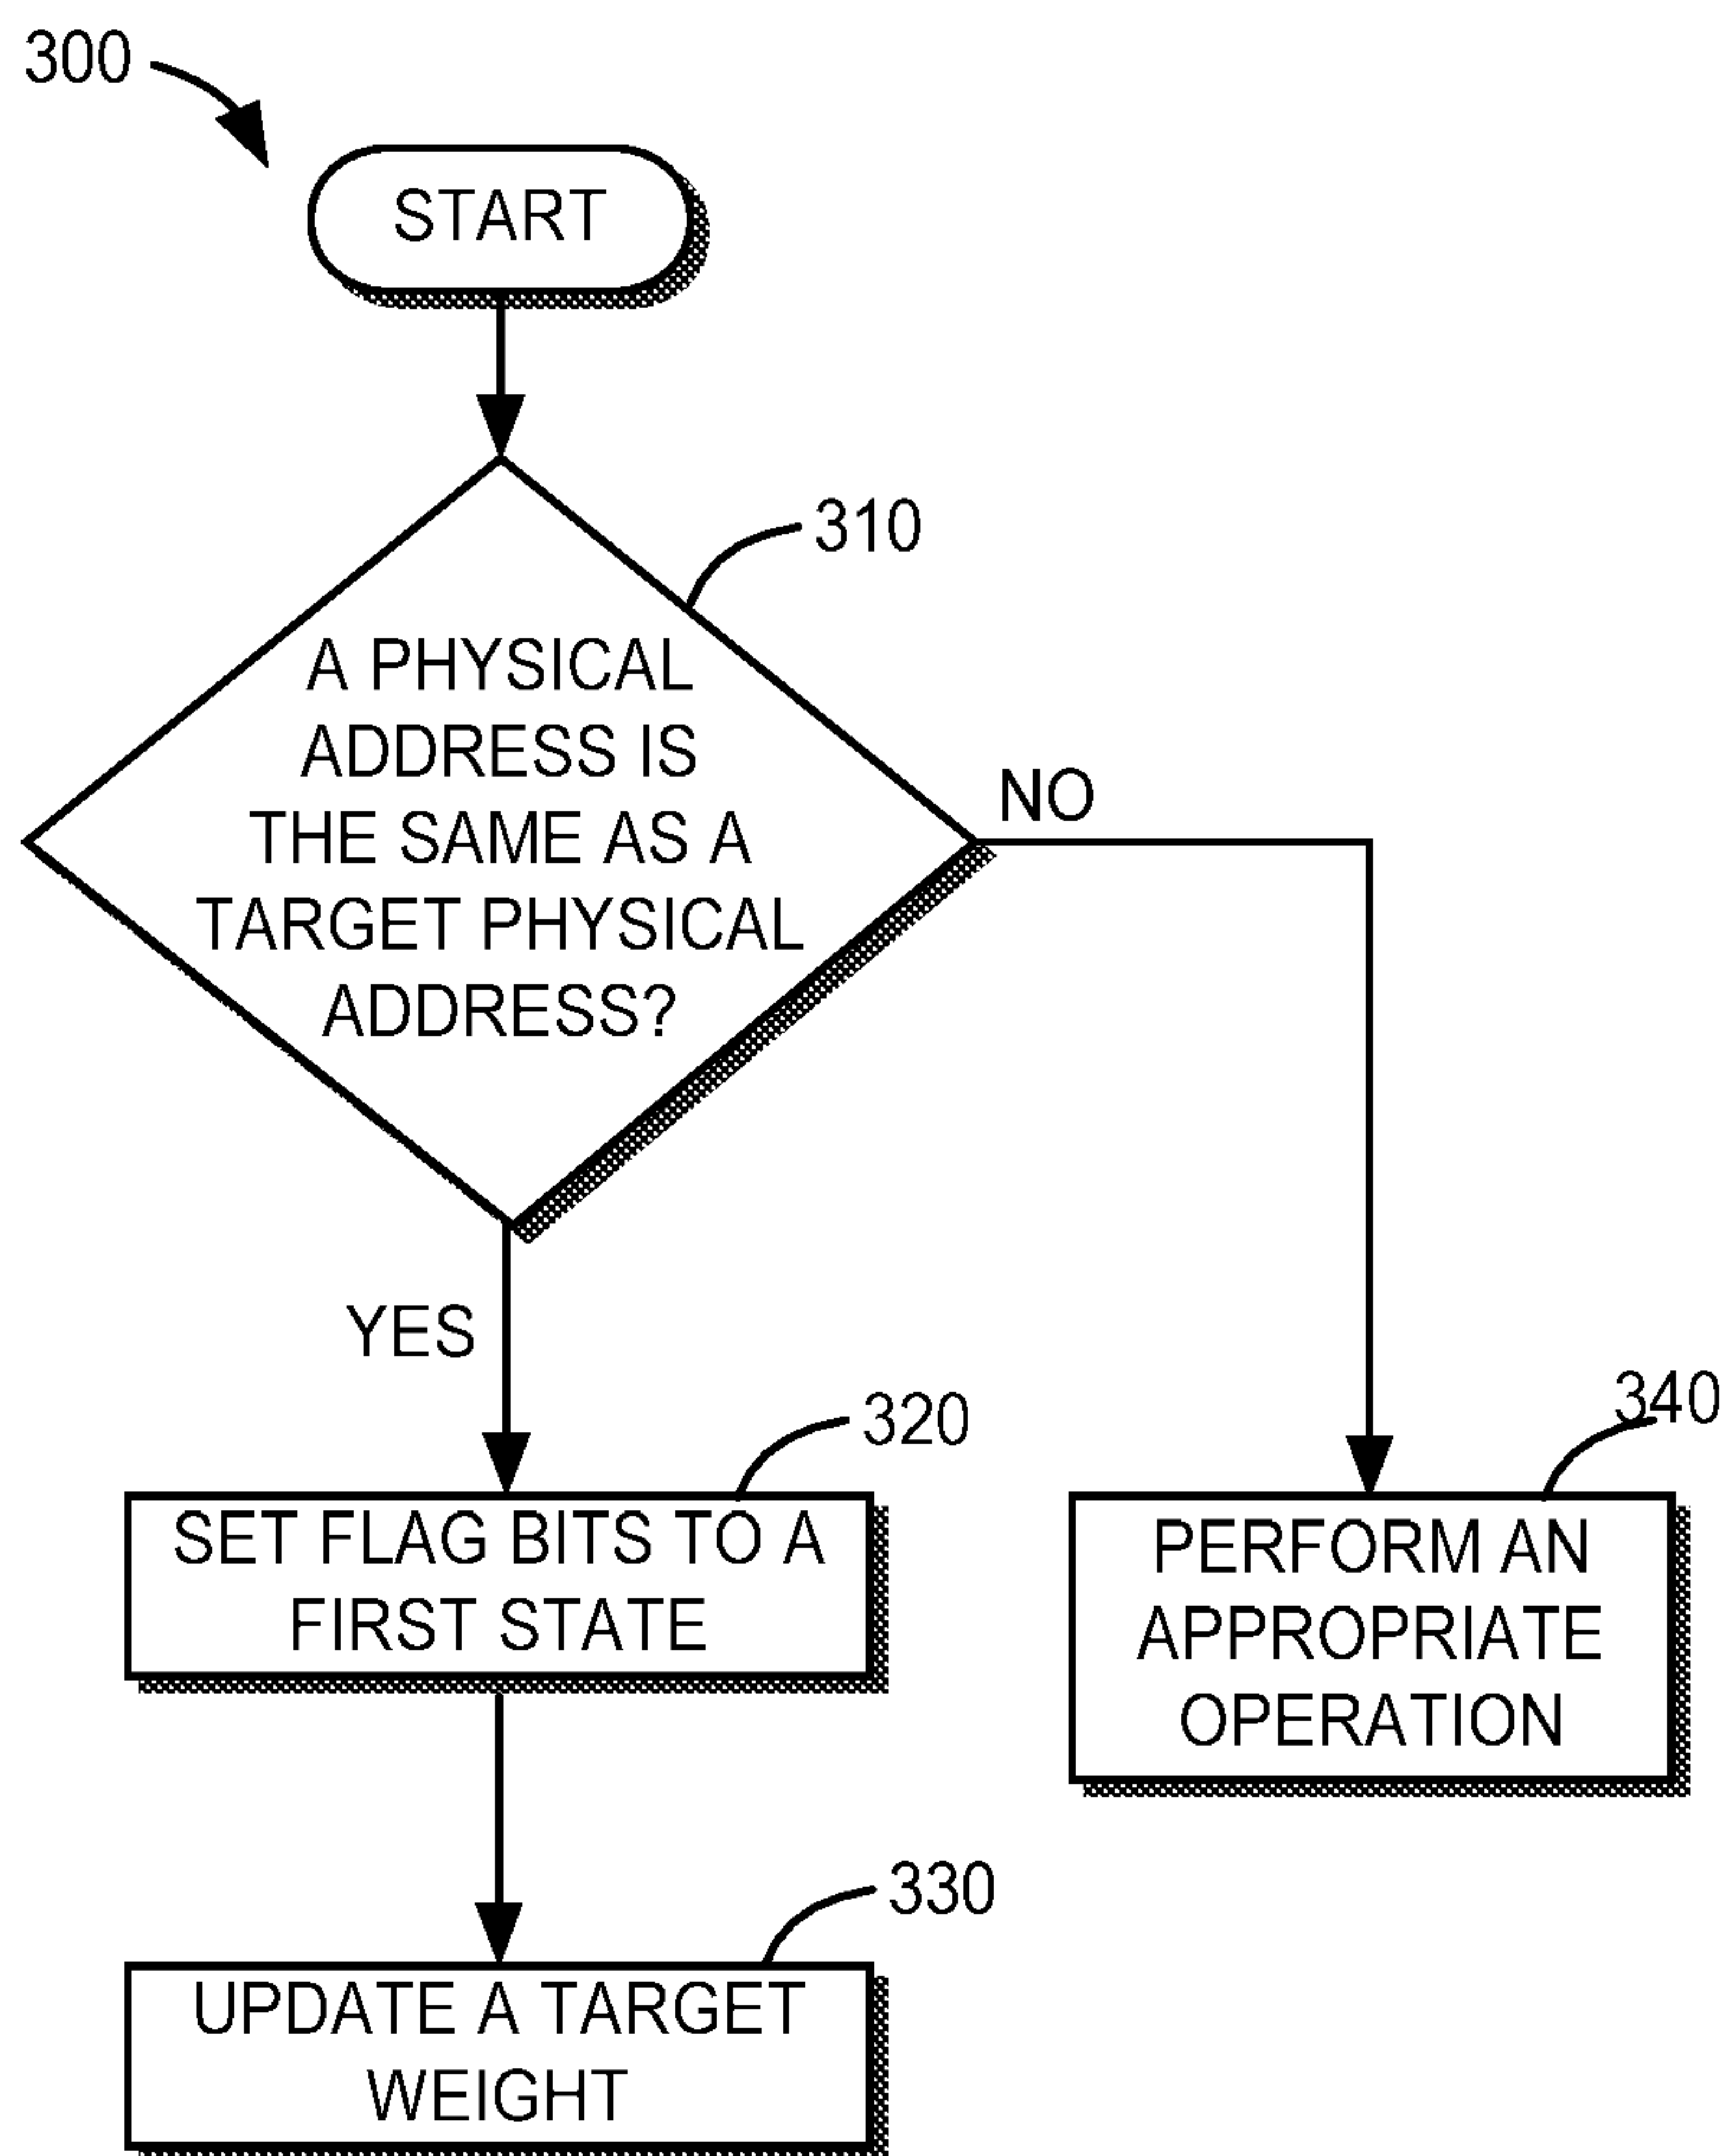 300
START
310
A PHYSICAL
ADDRESS IS
THE SAME AS A
TARGET PHYSICAL
ADDRESS?
NO
YES
320
SET FLAG BITS TO A
FIRST STATE
340
PERFORM AN
APPROPRIATE
OPERATION
330
UPDATE A TARGET
WEIGHT